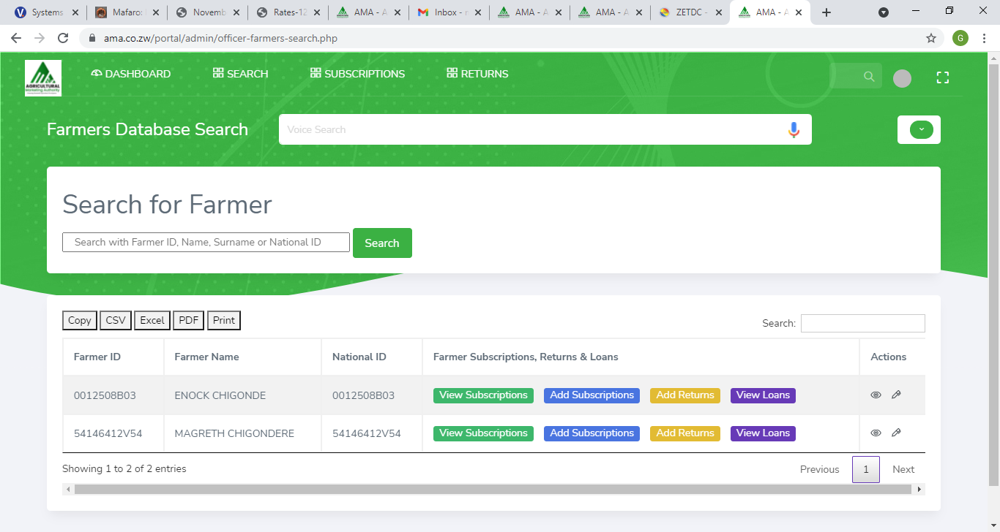 Systems
Mafaro:
Novemb
Rates-12
AMA - A
Inbox - r
AMA - A
AMA - A
ZETDC -
AMA - A
ama.co.zw/portal/admin/officer-farmers-search.php
G
AGRICULTURAL
Marketing Authority
DASHBOARD
SEARCH
SUBSCRIPTIONS
RETURNS
Farmers Database Search
Voice Search
Search for Farmer
Search with Farmer ID, Name, Surname or National ID
Search
Copy CSV Excel PDF Print
Search:
Farmer ID Farmer Name National ID Farmer Subscriptions, Returns & Loans Actions
0012508B03 ENOCK CHIGONDE 0012508B03 View Subscriptions Add Subscriptions Add Returns View Loans
54146412V54 MAGRETH CHIGONDERE 54146412V54 View Subscriptions Add Subscriptions Add Returns View Loans
Showing 1 to 2 of 2 entries
Previous 1 Next